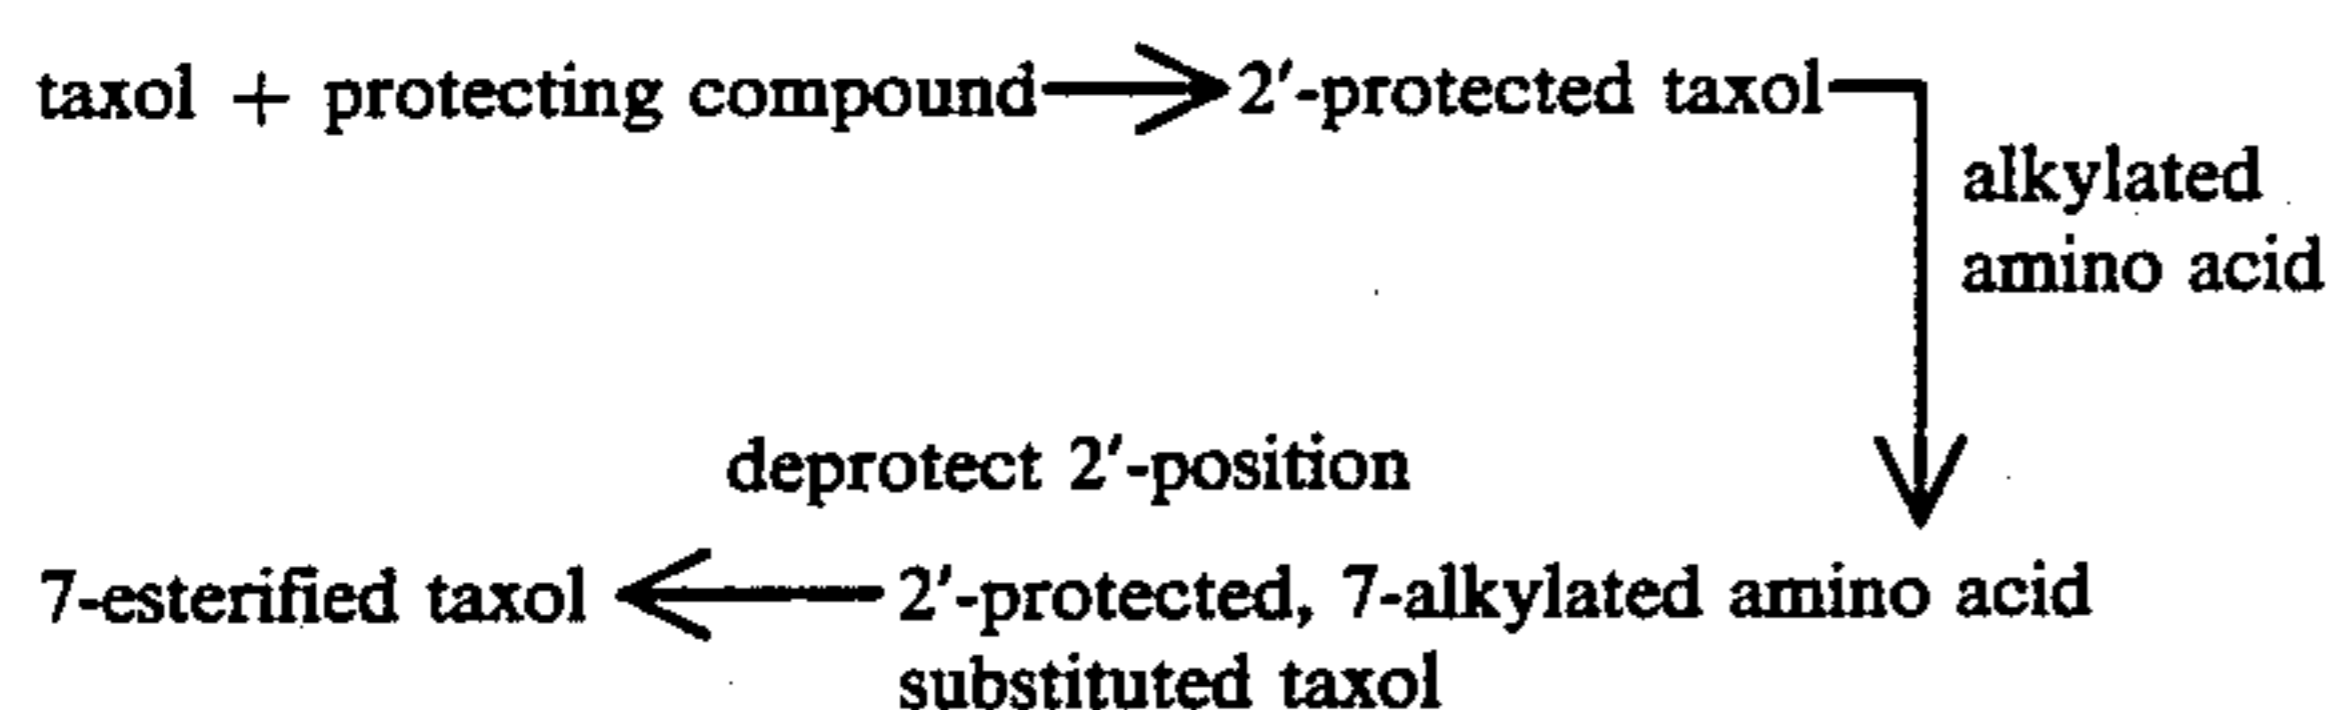 taxol + protecting compound → 2′-protected taxol
alkylated
amino acid
deprotect 2′-position
7-esterified taxol ← 2′-protected, 7-alkylated amino acid
substituted taxol